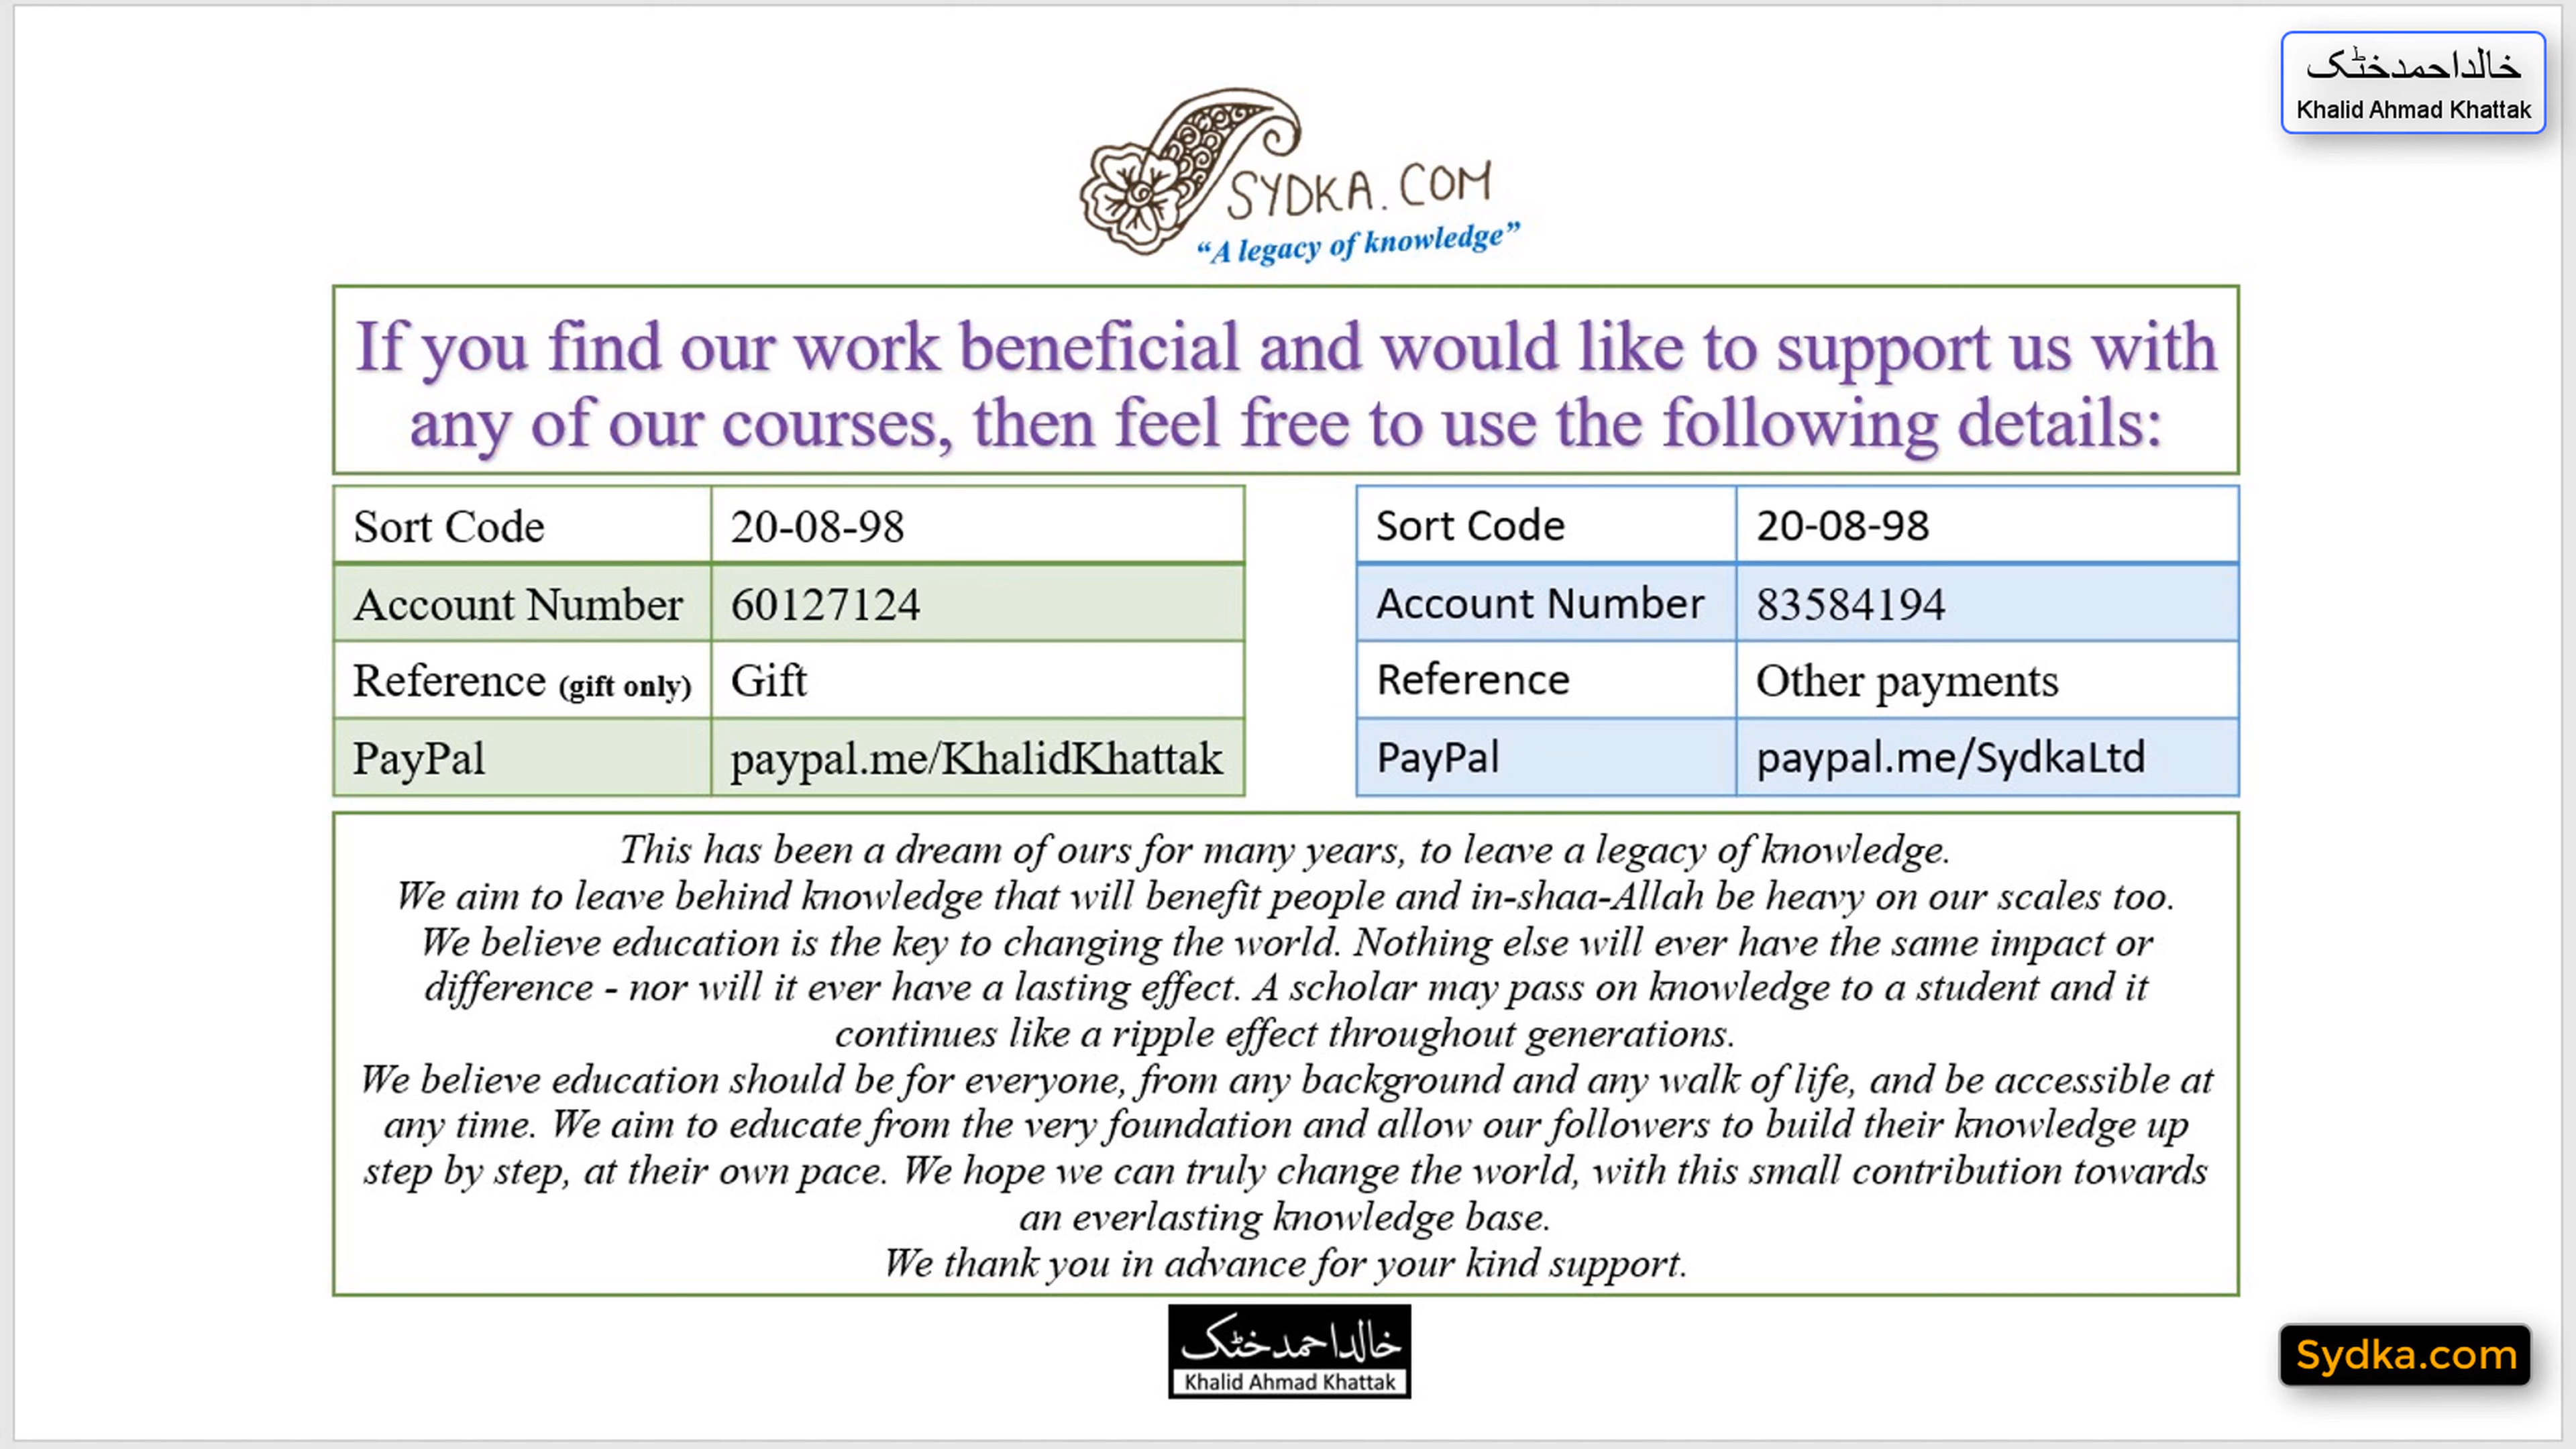 خالداحمدخٹک
Khalid Ahmad Khattak
SYDKA.COM
“A legacy of knowledge”
If you find our work beneficial and would like to support us with
any of our courses, then feel free to use the following details:
Sort Code 20-08-98
Account Number 60127124
Reference (gift only) Gift
PayPal paypal.me/KhalidKhattak
Sort Code 20-08-98
Account Number 83584194
Reference Other payments
PayPal paypal.me/SydkaLtd
This has been a dream of ours for many years, to leave a legacy of knowledge.
We aim to leave behind knowledge that will benefit people and in-shaa-Allah be heavy on our scales too.
We believe education is the key to changing the world. Nothing else will ever have the same impact or
difference - nor will it ever have a lasting effect. A scholar may pass on knowledge to a student and it
continues like a ripple effect throughout generations.
We believe education should be for everyone, from any background and any walk of life, and be accessible at
any time. We aim to educate from the very foundation and allow our followers to build their knowledge up
step by step, at their own pace. We hope we can truly change the world, with this small contribution towards
an everlasting knowledge base.
We thank you in advance for your kind support.
خالداحمدخٹک
Khalid Ahmad Khattak
Sydka.com